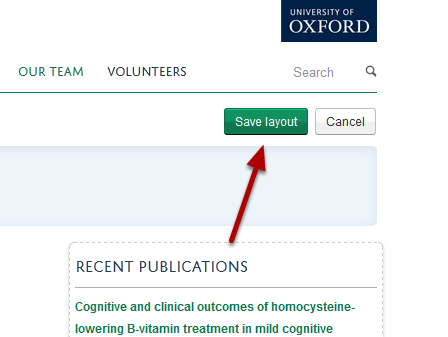 UNIVERSITY OF
OXFORD
OUR TEAM VOLUNTEERS Search
Save layout Cancel
RECENT PUBLICATIONS
Cognitive and clinical outcomes of homocysteine-
lowering B-vitamin treatment in mild cognitive